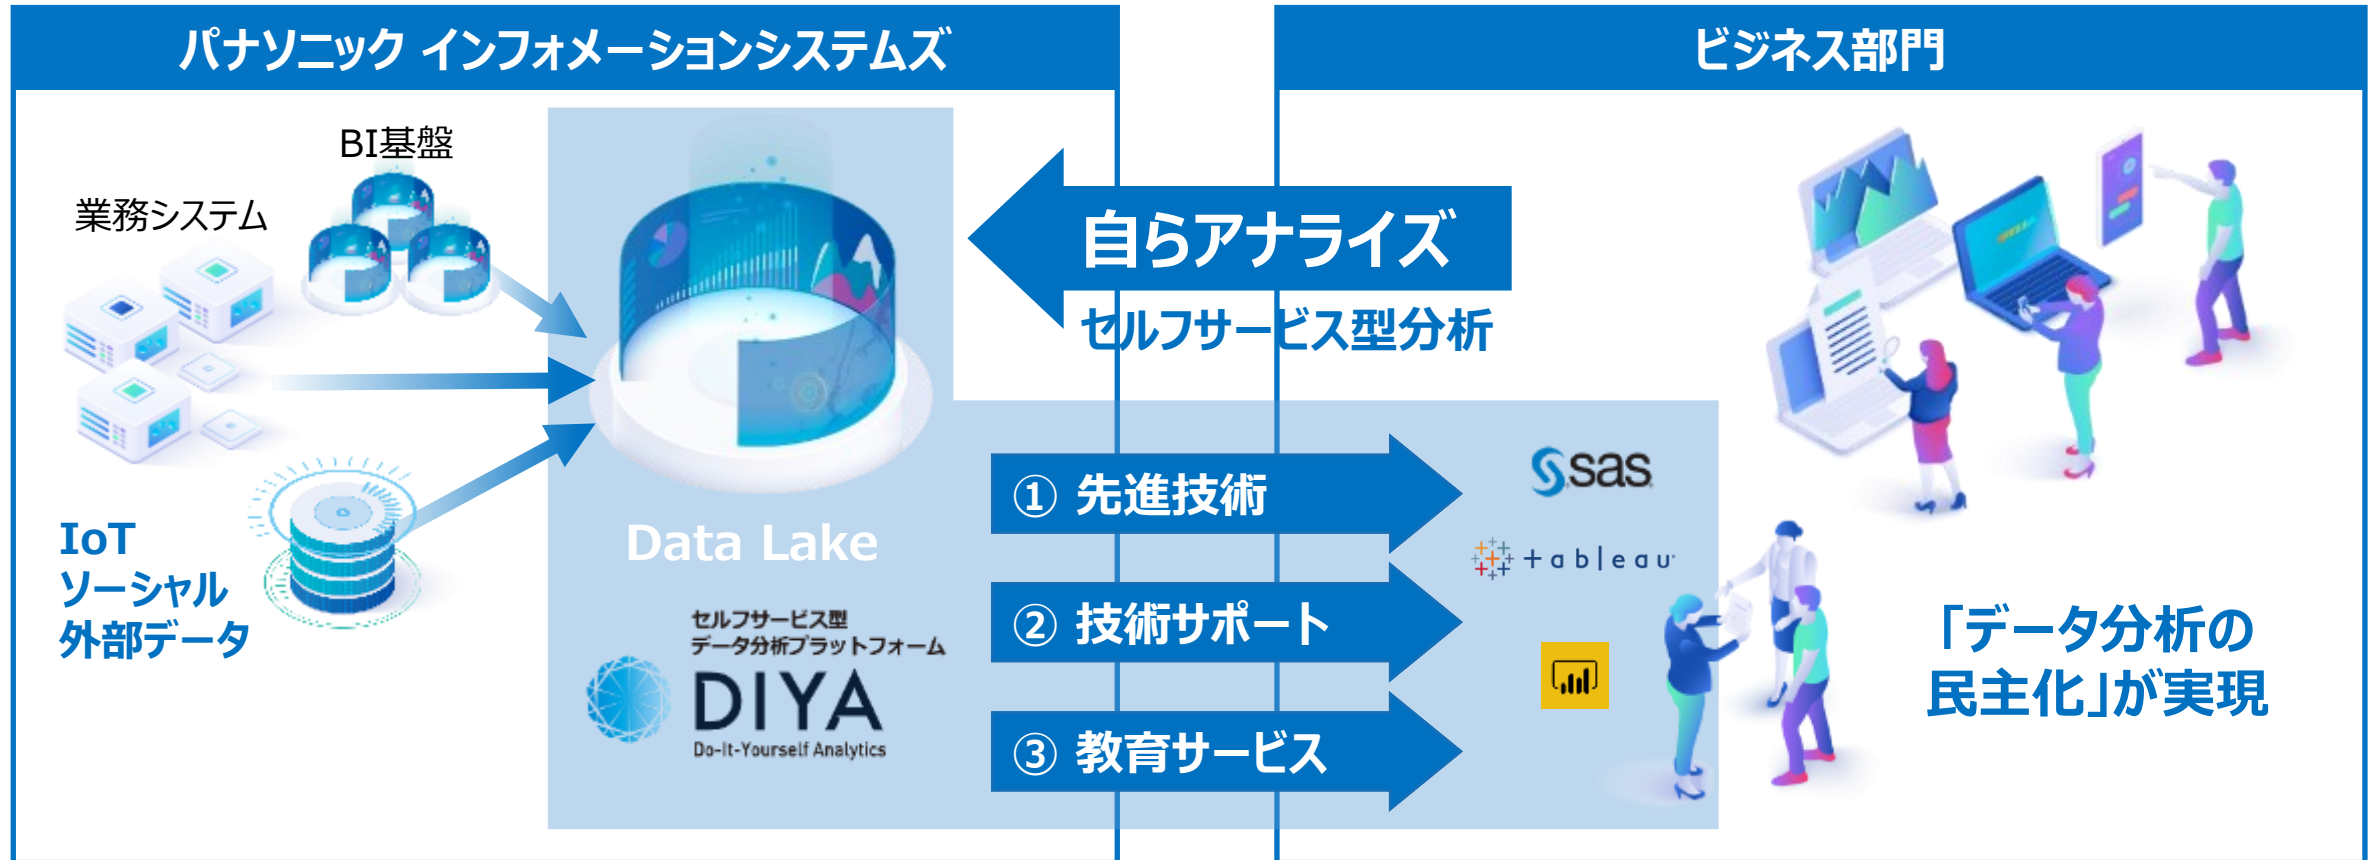 パナソニック インフォメーションシステムズ
ビジネス部門
BI基盤
業務システム
自らアナライズ
セルフサービス型分析
IoT
ソーシャル
外部データ
Data Lake
セルフサービス型
データ分析プラットフォーム
DIYA
Do-It-Yourself Analytics
① 先進技術
② 技術サポート
③ 教育サービス
sas
+ableau
「データ分析の
民主化」が実現